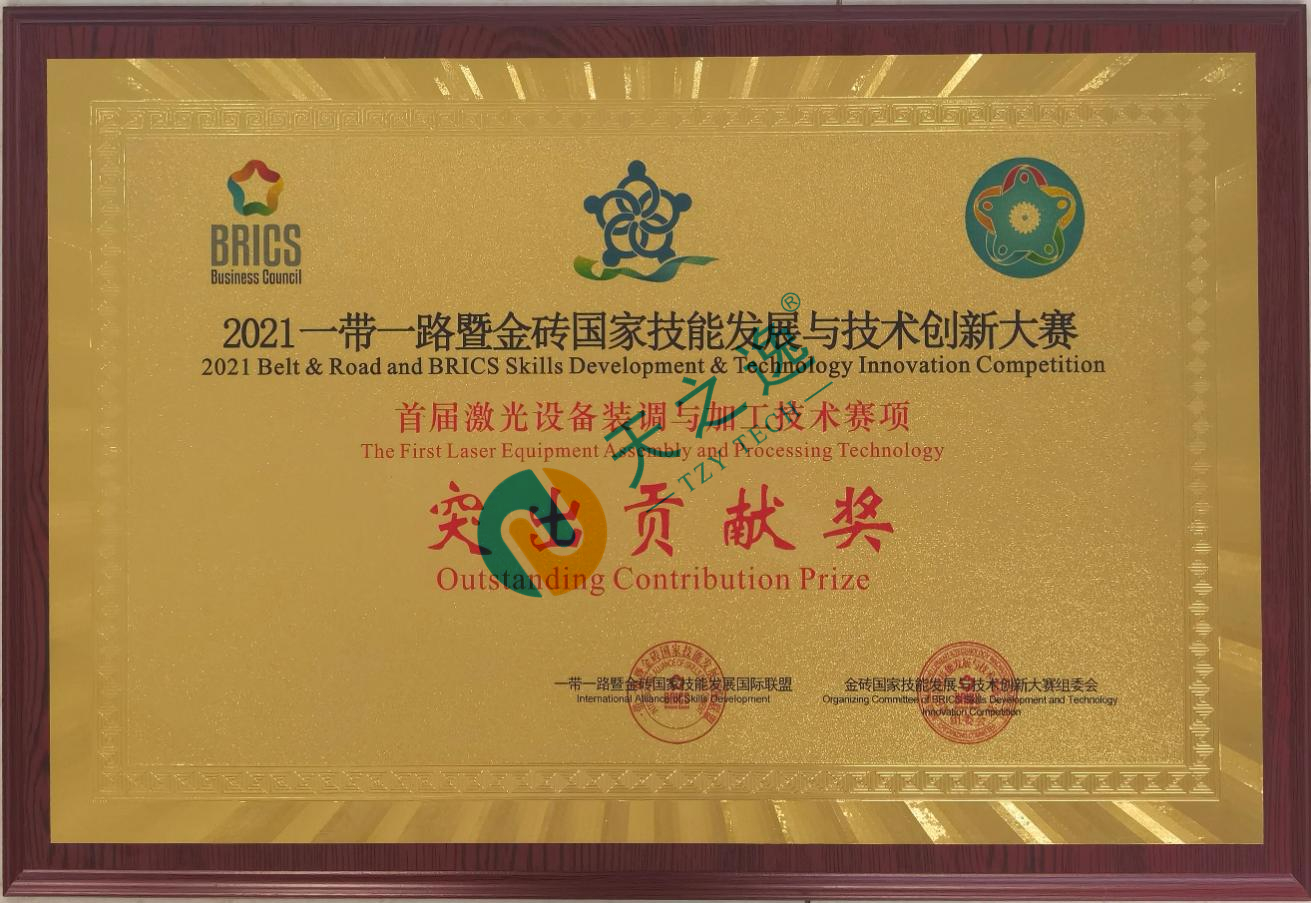 BRICS
Business Council
2021一带一路暨金砖国家技能发展与技术创新大赛
2021 Belt & Road and BRICS Skills Development & Technology Innovation Competition
首届激光设备装调与加工技术赛项
The First Laser Equipment Assembly and Processing Technology
突出贡献奖
Outstanding Contribution Prize
天之逸®
TZY TECH
一带一路暨金砖国家技能发展国际联盟
International Alliance of Skills Development
金砖国家技能发展与技术创新大赛组委会
Organizing Committee of BRICS Skills Development and Technology
Innovation Competition